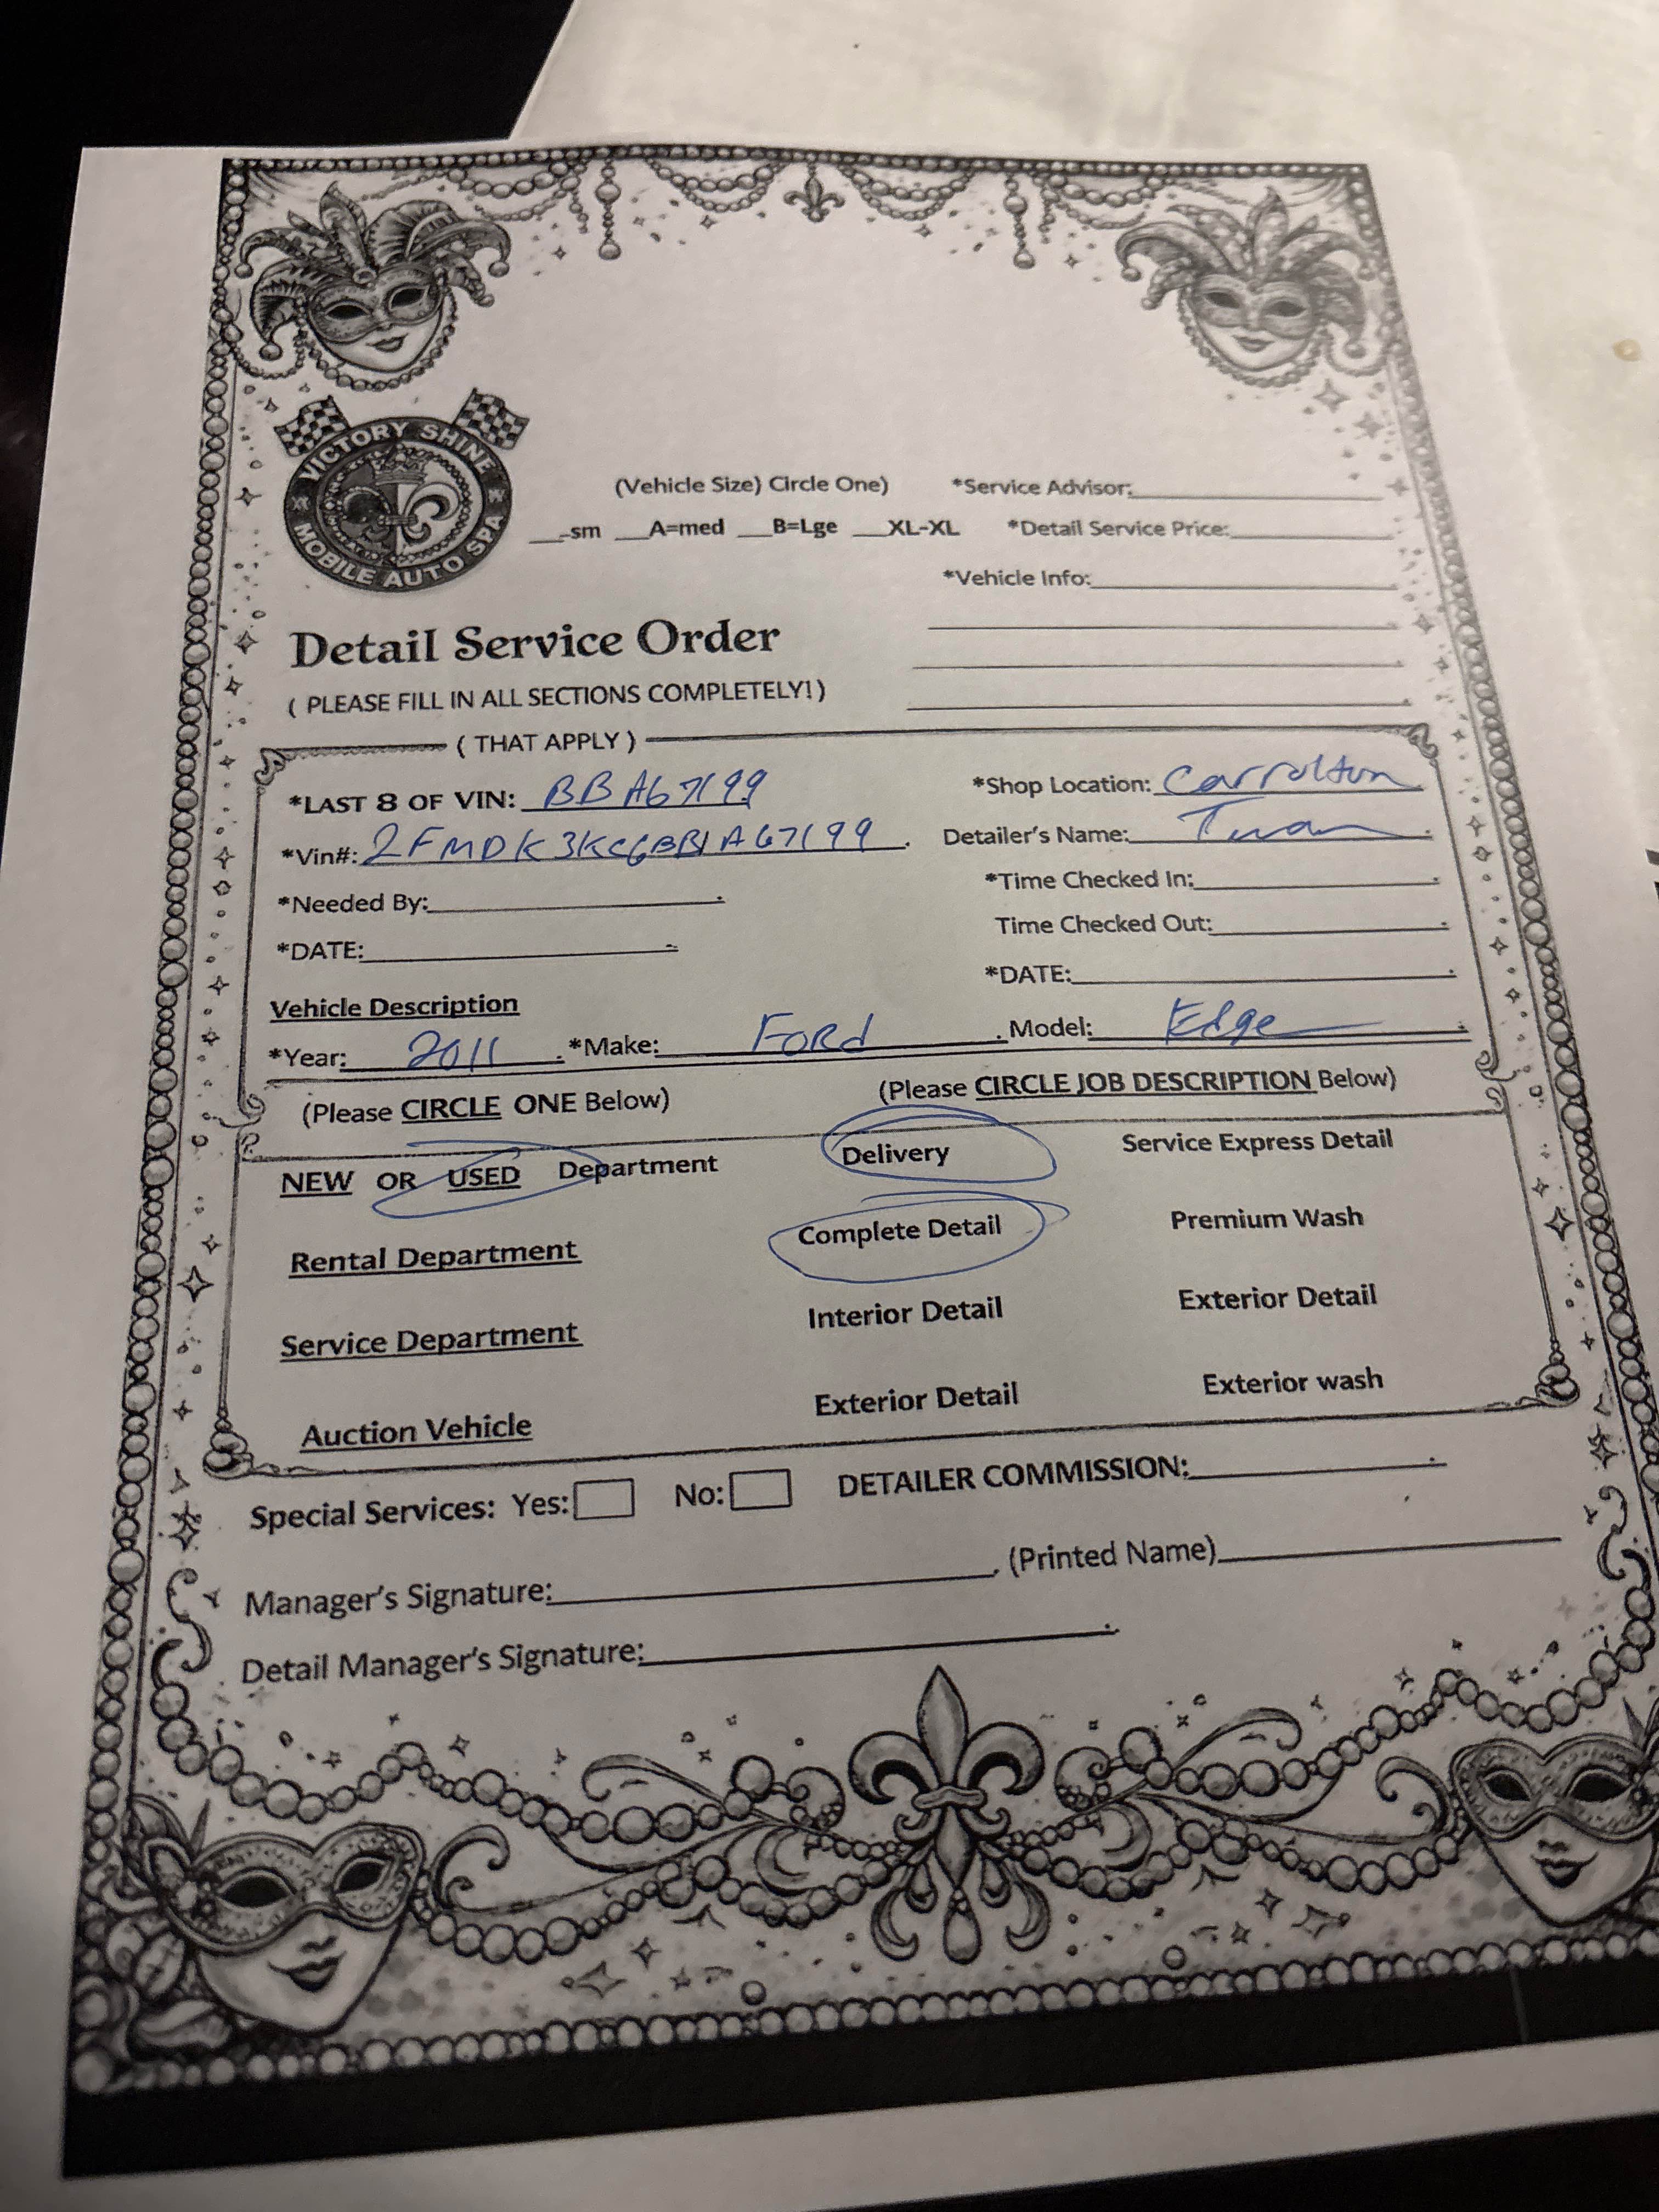 VICTORY SHINE
MOBILE AUTO SPA
(Vehicle Size) Circle One) *Service Advisor:
__-sm __A=med __B=Lge __XL-XL *Detail Service Price:
*Vehicle Info:
Detail Service Order
( PLEASE FILL IN ALL SECTIONS COMPLETELY!)
( THAT APPLY )
*LAST 8 OF VIN: BBA67199 *Shop Location: Carrolton
*Vin#: Detailer's Name: Twan
*Needed By: *Time Checked In:
Time Checked Out:
*DATE:
*DATE:
Vehicle Description
*Year: 2011 . *Make: Ford . Model: Edge
(Please CIRCLE ONE Below) (Please CIRCLE JOB DESCRIPTION Below)
NEW OR USED Department Delivery Service Express Detail
Rental Department Complete Detail Premium Wash
Service Department Interior Detail Exterior Detail
Auction Vehicle Exterior Detail Exterior wash
Special Services: Yes: No: DETAILER COMMISSION:
Manager's Signature: (Printed Name)
Detail Manager's Signature: